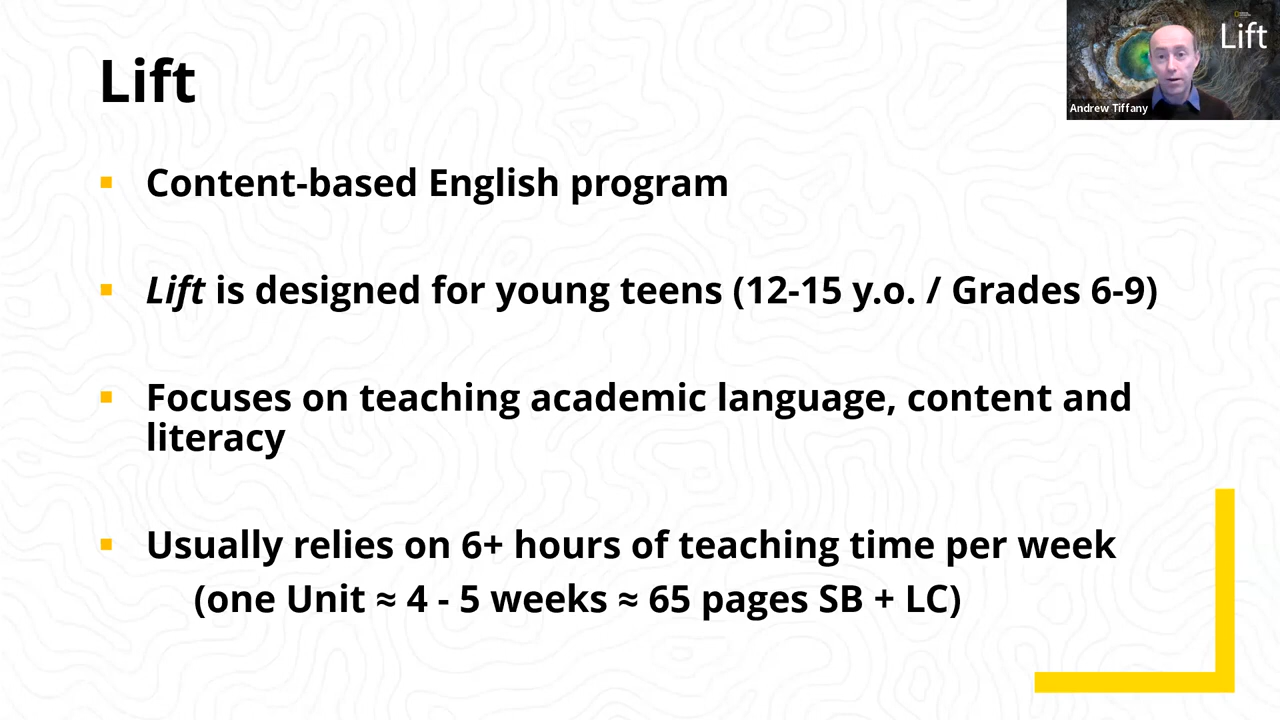 Lift
Lift
Andrew Tiffany
Content-based English program
Lift is designed for young teens (12-15 y.o. / Grades 6-9)
Focuses on teaching academic language, content and
literacy
Usually relies on 6+ hours of teaching time per week
(one Unit ≈ 4 - 5 weeks ≈ 65 pages SB + LC)